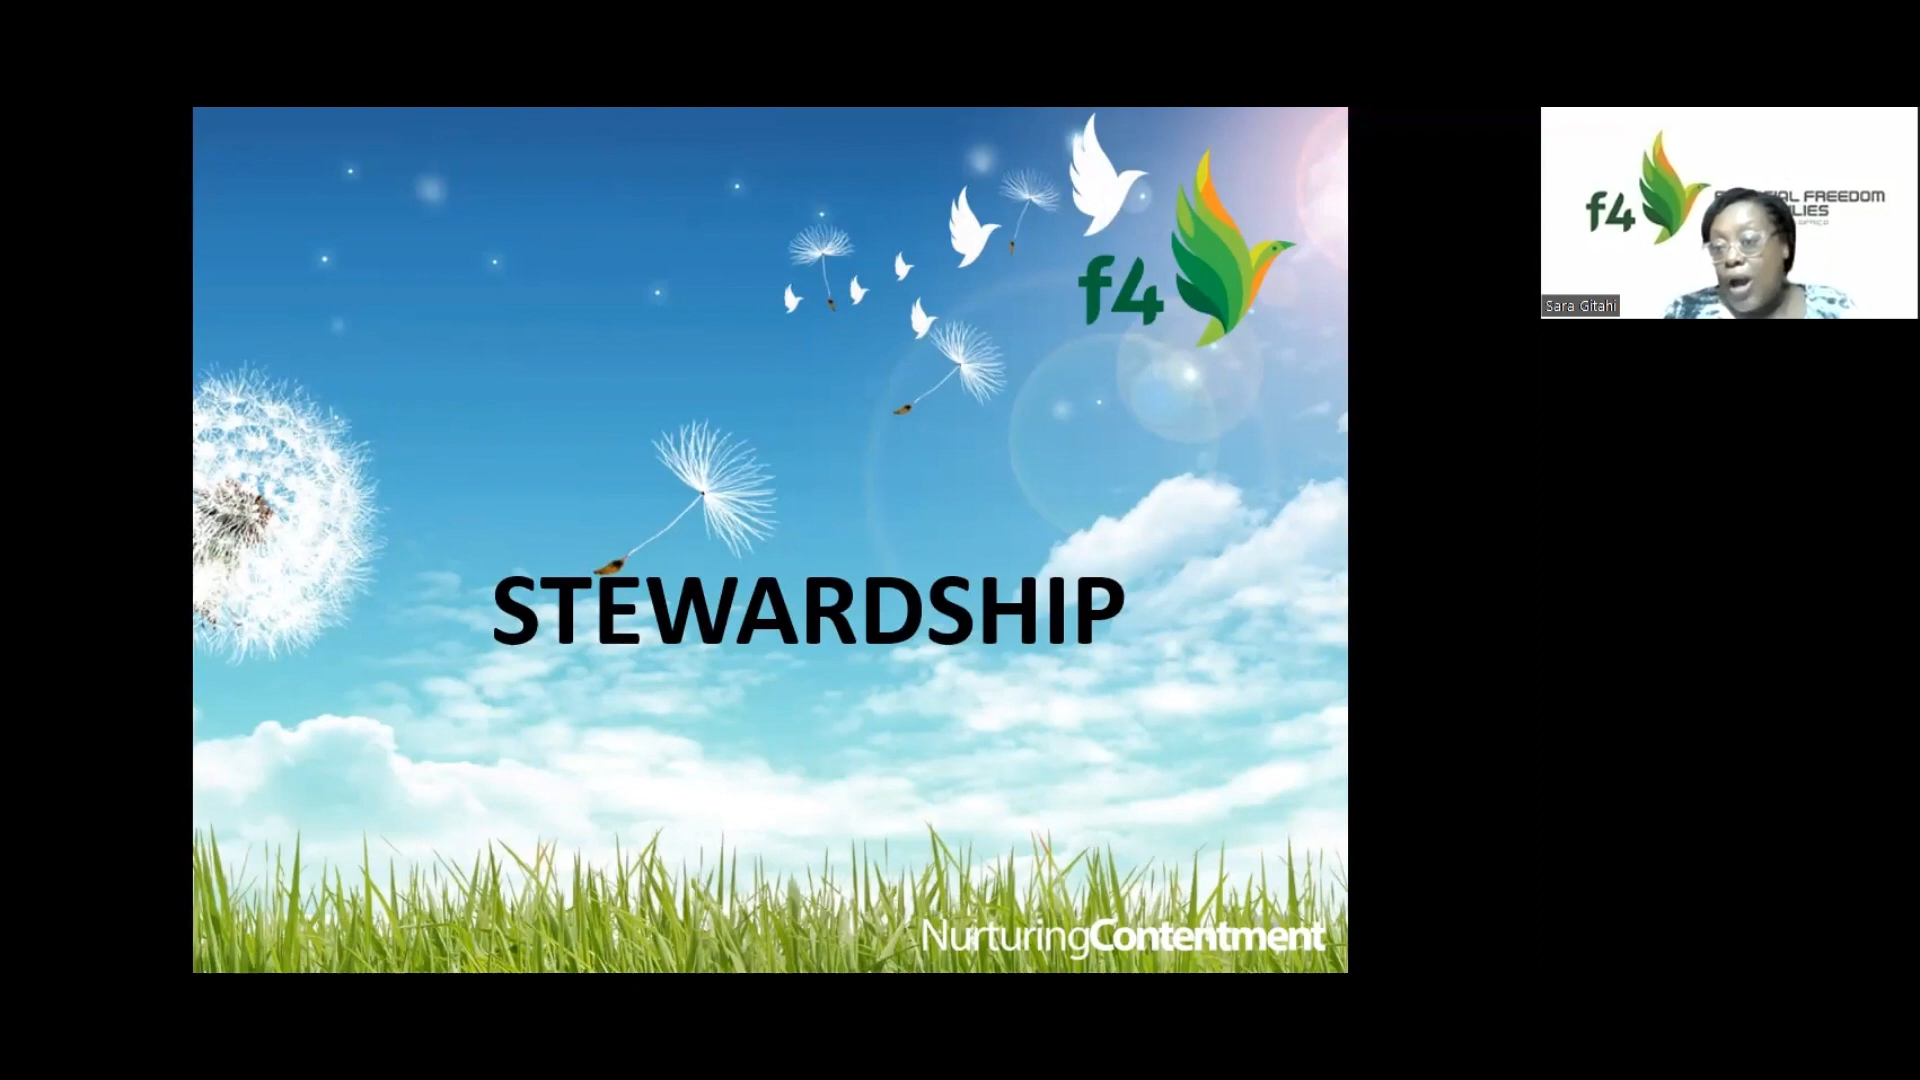 f4
STEWARDSHIP
NurturingContentment
f4
FREEDOM
Sara Gitahi